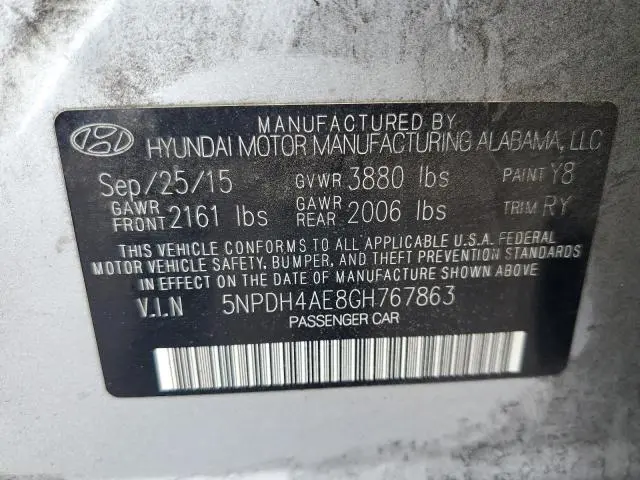 MANUFACTURED BY
HYUNDAI MOTOR MANUFACTURING ALABAMA, LLC
Sep/25/15 GVWR 3880 lbs PAINT Y8
GAWR FRONT 2161 lbs GAWR REAR 2006 lbs TRIM RY
THIS VEHICLE CONFORMS TO ALL APPLICABLE U.S.A. FEDERAL
MOTOR VEHICLE SAFETY, BUMPER, AND THEFT PREVENTION STANDARDS
IN EFFECT ON THE DATE OF MANUFACTURE SHOWN ABOVE.
V.I.N 5NPDH4AE8GH767863
PASSENGER CAR